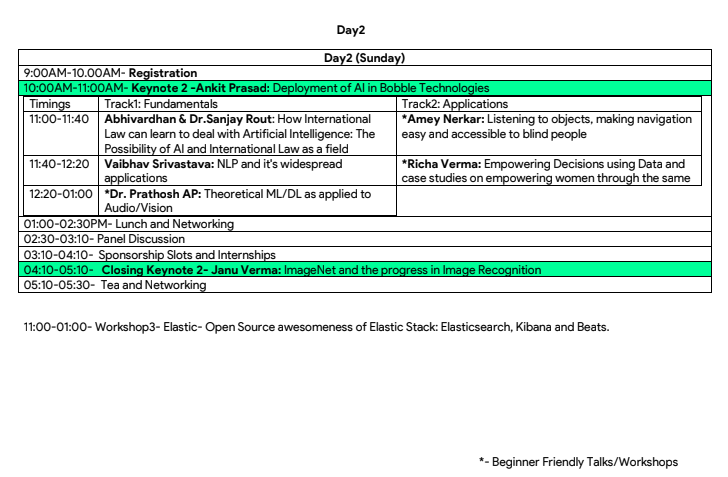 Day2
Day2 (Sunday)
9:00AM-10.00AM- Registration
10:00AM-11:00AM- Keynote 2 -Ankit Prasad: Deployment of AI in Bobble Technologies
Timings
Track1: Fundamentals
Track2: Applications
11:00-11:40
Abhivardhan & Dr.Sanjay Rout: How International
Law can learn to deal with Artificial Intelligence: The
Possibility of AI and International Law as a field
*Amey Nerkar: Listening to objects, making navigation
easy and accessible to blind people
11:40-12:20
Vaibhav Srivastava: NLP and it's widespread
applications
*Richa Verma: Empowering Decisions using Data and
case studies on empowering women through the same
12:20-01:00
*Dr. Prathosh AP: Theoretical ML/DL as applied to
Audio/Vision
01:00-02:30PM- Lunch and Networking
02:30-03:10- Panel Discussion
03:10-04:10- Sponsorship Slots and Internships
04:10-05:10- Closing Keynote 2- Janu Verma: ImageNet and the progress in Image Recognition
05:10-05:30- Tea and Networking
11:00-01:00- Workshop3- Elastic- Open Source awesomeness of Elastic Stack: Elasticsearch, Kibana and Beats.
*- Beginner Friendly Talks/Workshops